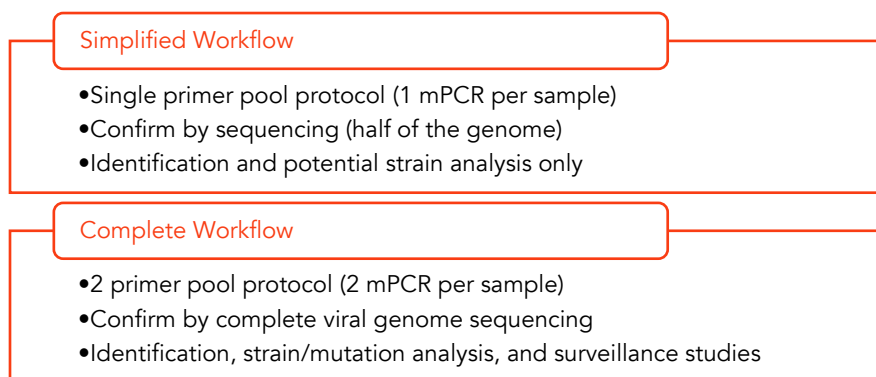 Simplified Workflow
•Single primer pool protocol (1 mPCR per sample)
•Confirm by sequencing (half of the genome)
•Identification and potential strain analysis only
Complete Workflow
•2 primer pool protocol (2 mPCR per sample)
•Confirm by complete viral genome sequencing
•Identification, strain/mutation analysis, and surveillance studies